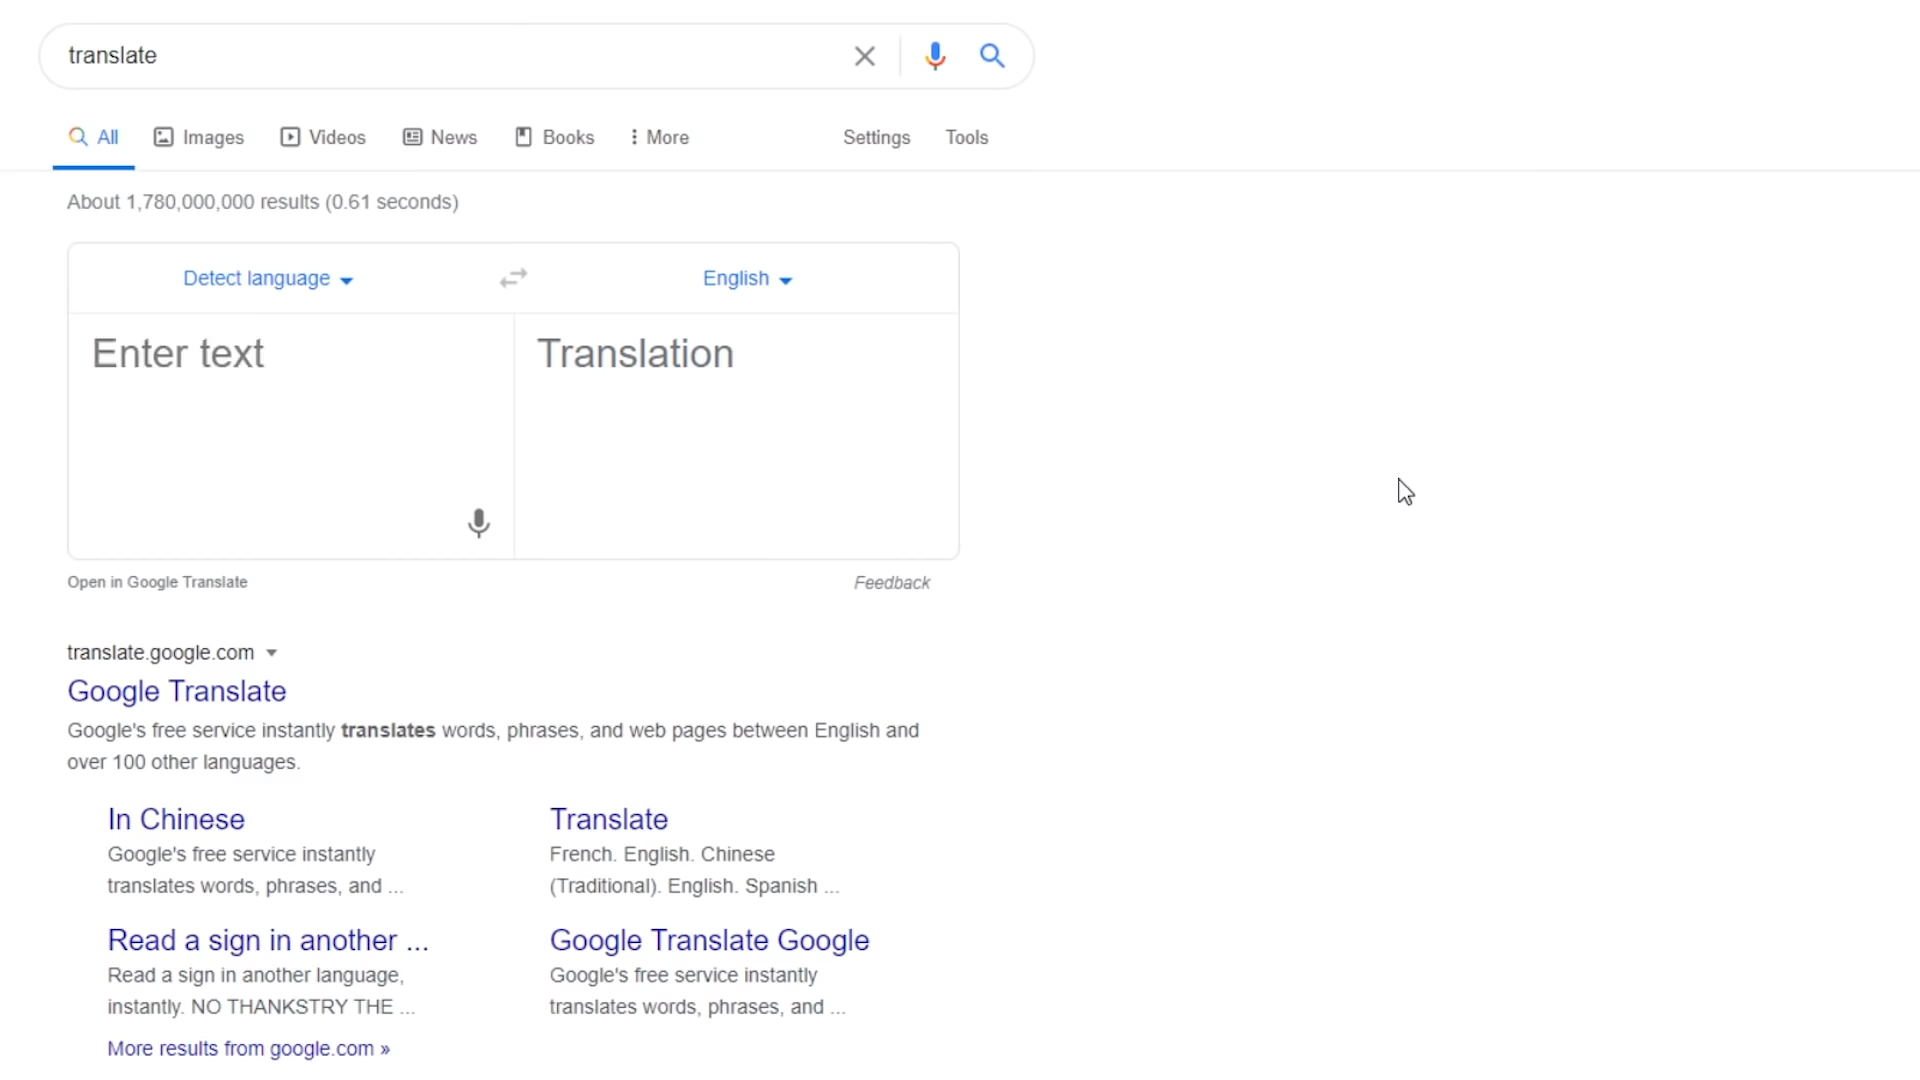 translate
All Images Videos News Books More Settings Tools
About 1,780,000,000 results (0.61 seconds)
Detect language English
Enter text Translation
Open in Google Translate Feedback
translate.google.com
Google Translate
Google's free service instantly translates words, phrases, and web pages between English and
over 100 other languages.
In Chinese
Google's free service instantly
translates words, phrases, and ...
Translate
French. English. Chinese
(Traditional). English. Spanish ...
Read a sign in another ...
Read a sign in another language,
instantly. NO THANKSTRY THE ...
Google Translate Google
Google's free service instantly
translates words, phrases, and ...
More results from google.com »